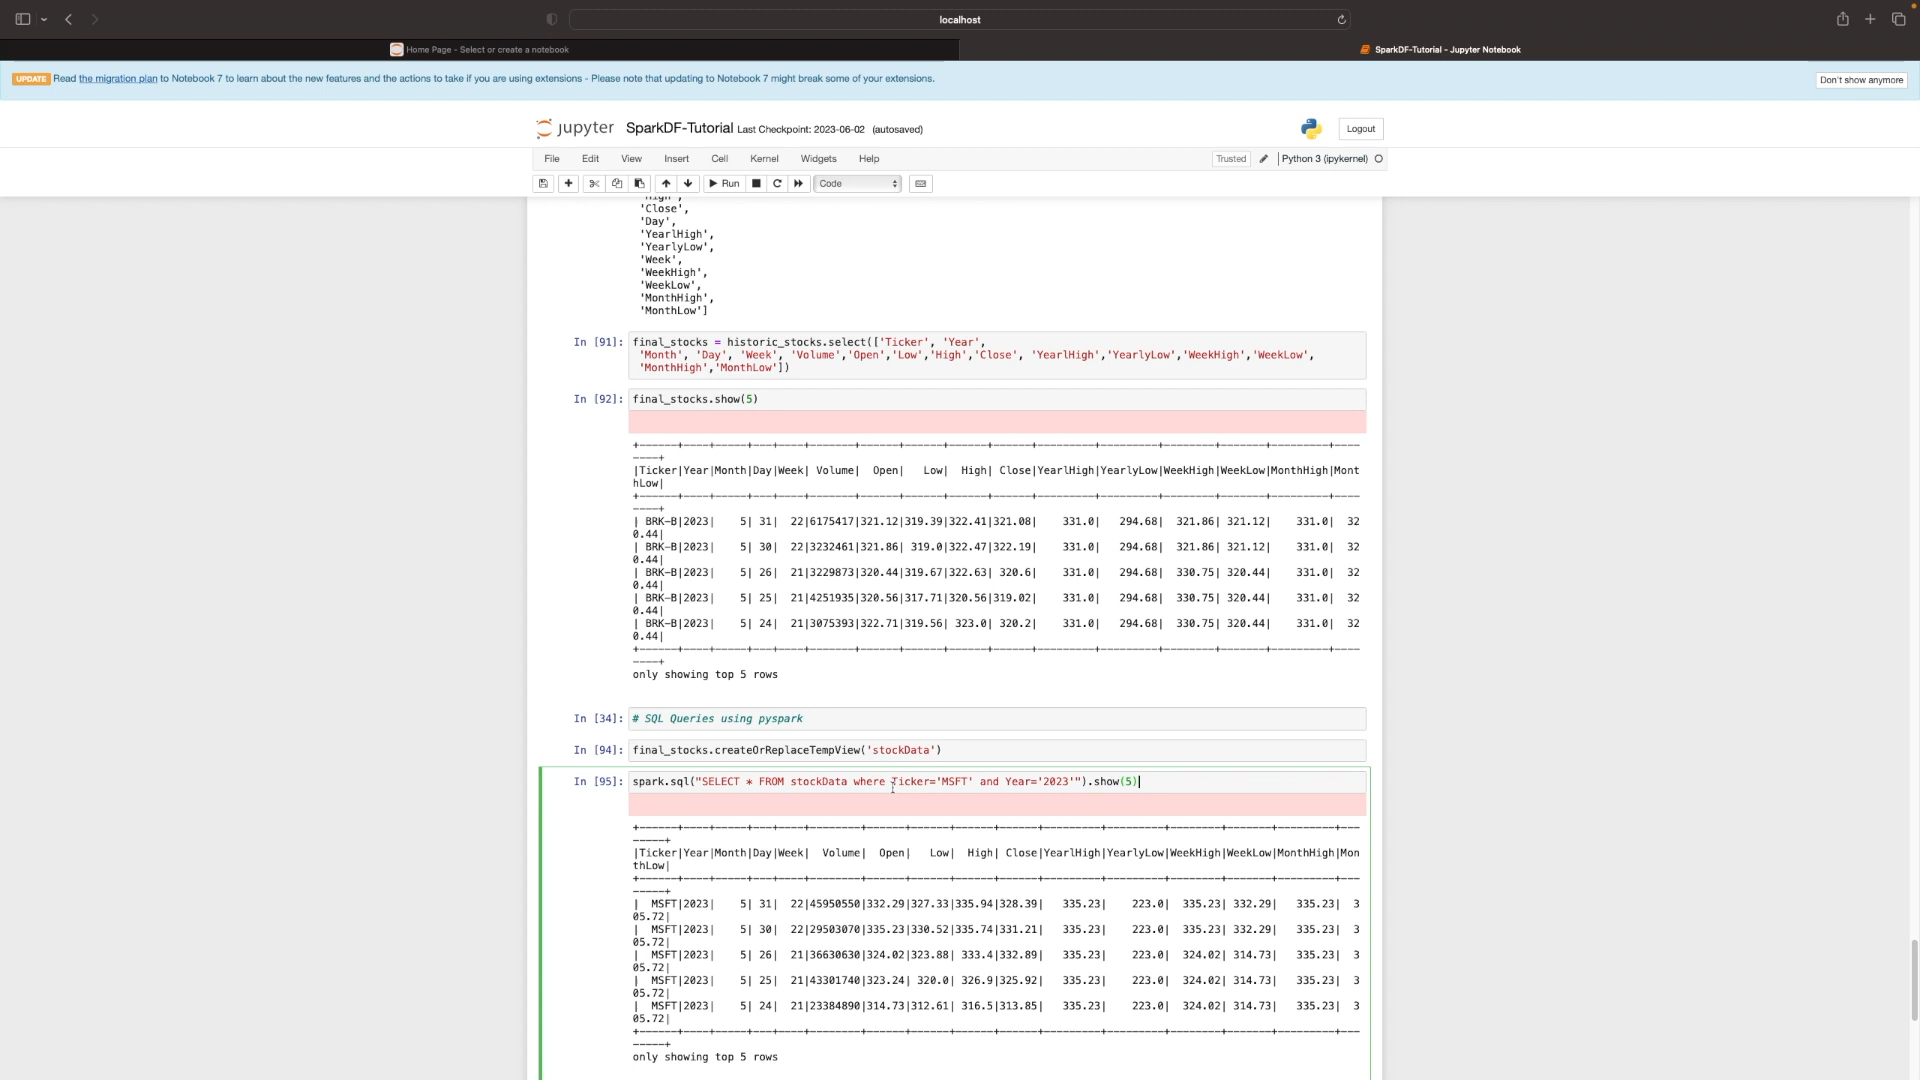 localhost
Home Page - Select or create a notebook
SparkDF-Tutorial - Jupyter Notebook
UPDATE Read the migration plan to Notebook 7 to learn about the new features and the actions to take if you are using extensions - Please note that updating to Notebook 7 might break some of your extensions.
Don't show anymore
jupyter SparkDF-Tutorial Last Checkpoint: 2023-06-02 (autosaved)
Logout
File Edit View Insert Cell Kernel Widgets Help
Trusted Python 3 (ipykernel)
Run Code
'High',
'Close',
'Day',
'YearlHigh',
'YearlyLow',
'Week',
'WeekHigh',
'WeekLow',
'MonthHigh',
'MonthLow']
In [91]: final_stocks = historic_stocks.select(['Ticker', 'Year',
'Month', 'Day', 'Week', 'Volume','Open','Low','High','Close', 'YearlHigh','YearlyLow','WeekHigh','WeekLow',
'MonthHigh','MonthLow'])
In [92]: final_stocks.show(5)
+------+----+-----+---+----+-------+------+------+------+------+---------+---------+--------+-------+---------+----
----+
|Ticker|Year|Month|Day|Week| Volume|  Open|   Low|  High| Close|YearlHigh|YearlyLow|WeekHigh|WeekLow|MonthHigh|Mont
hLow|
+------+----+-----+---+----+-------+------+------+------+------+---------+---------+--------+-------+---------+----
----+
| BRK-B|2023|    5| 31|  22|6175417|321.12|319.39|322.41|321.08|    331.0|   294.68|  321.86| 321.12|    331.0|  32
0.44|
| BRK-B|2023|    5| 30|  22|3232461|321.86| 319.0|322.47|322.19|    331.0|   294.68|  321.86| 321.12|    331.0|  32
0.44|
| BRK-B|2023|    5| 26|  21|3229873|320.44|319.67|322.63| 320.6|    331.0|   294.68|  330.75| 320.44|    331.0|  32
0.44|
| BRK-B|2023|    5| 25|  21|4251935|320.56|317.71|320.56|319.02|    331.0|   294.68|  330.75| 320.44|    331.0|  32
0.44|
| BRK-B|2023|    5| 24|  21|3075393|322.71|319.56| 323.0| 320.2|    331.0|   294.68|  330.75| 320.44|    331.0|  32
0.44|
+------+----+-----+---+----+-------+------+------+------+------+---------+---------+--------+-------+---------+----
----+
only showing top 5 rows
In [34]: # SQL Queries using pyspark
In [94]: final_stocks.createOrReplaceTempView('stockData')
In [95]: spark.sql("SELECT * FROM stockData where Ticker='MSFT' and Year='2023'").show(5)
+------+----+-----+---+----+--------+------+------+------+------+---------+---------+--------+-------+---------+---
-----+
|Ticker|Year|Month|Day|Week|  Volume|  Open|   Low|  High| Close|YearlHigh|YearlyLow|WeekHigh|WeekLow|MonthHigh|Mon
thLow|
+------+----+-----+---+----+--------+------+------+------+------+---------+---------+--------+-------+---------+---
-----+
|  MSFT|2023|    5| 31|  22|45950550|332.29|327.33|335.94|328.39|   335.23|    223.0|  335.23| 332.29|   335.23|  3
05.72|
|  MSFT|2023|    5| 30|  22|29503070|335.23|330.52|335.74|331.21|   335.23|    223.0|  335.23| 332.29|   335.23|  3
05.72|
|  MSFT|2023|    5| 26|  21|36630630|324.02|323.88| 333.4|332.89|   335.23|    223.0|  324.02| 314.73|   335.23|  3
05.72|
|  MSFT|2023|    5| 25|  21|43301740|323.24| 320.0| 326.9|325.92|   335.23|    223.0|  324.02| 314.73|   335.23|  3
05.72|
|  MSFT|2023|    5| 24|  21|23384890|314.73|312.61| 316.5|313.85|   335.23|    223.0|  324.02| 314.73|   335.23|  3
05.72|
+------+----+-----+---+----+--------+------+------+------+------+---------+---------+--------+-------+---------+---
-----+
only showing top 5 rows